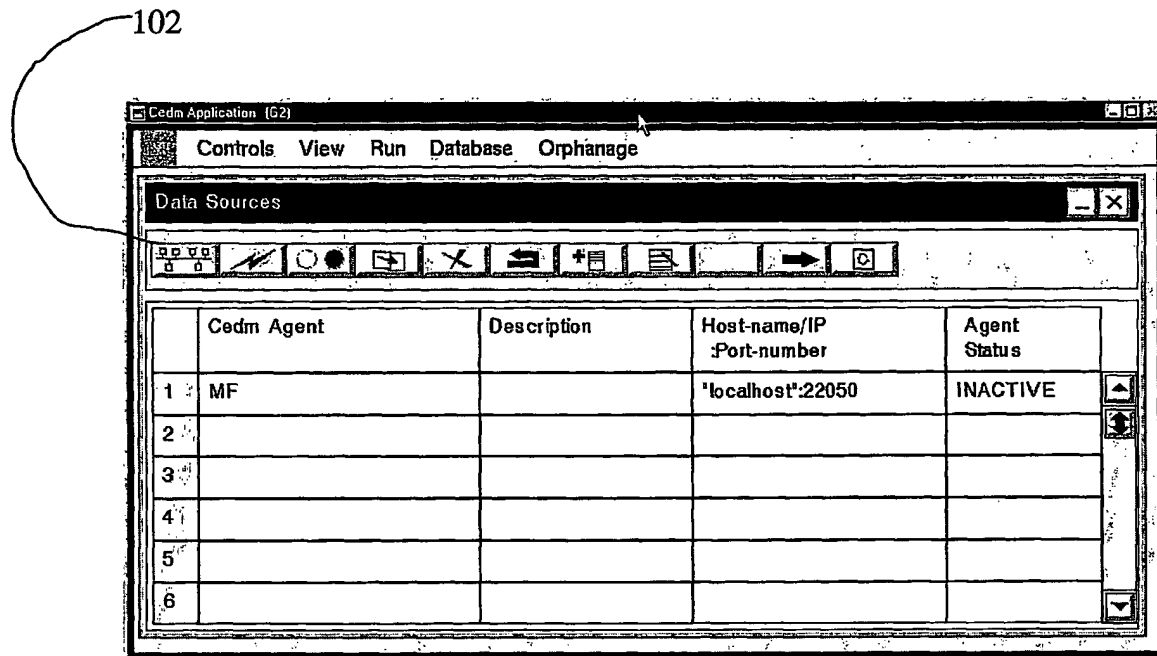 102
Cedm Application (G2)
Controls View Run Database Orphanage
Data Sources
Cedm Agent Description Host-name/IP :Port-number Agent Status
1 MF "localhost":22050 INACTIVE
2
3
4
5
6